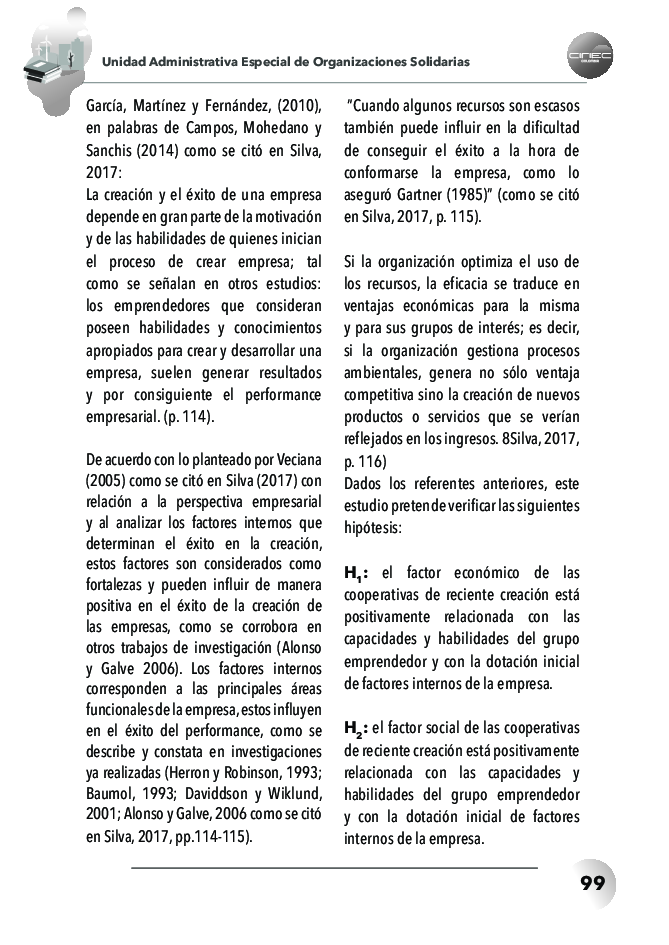 Unidad Administrativa Especial de Organizaciones Solidarias
CINEC
COLOMBIA
García, Martínez y Fernández, (2010),
en palabras de Campos, Mohedano y
Sanchis (2014) como se citó en Silva,
2017:
La creación y el éxito de una empresa
depende en gran parte de la motivación
y de las habilidades de quienes inician
el proceso de crear empresa; tal
como se señalan en otros estudios:
los emprendedores que consideran
poseen habilidades y conocimientos
apropiados para crear y desarrollar una
empresa, suelen generar resultados
y por consiguiente el performance
empresarial. (p. 114).
De acuerdo con lo planteado por Veciana
(2005) como se citó en Silva (2017) con
relación a la perspectiva empresarial
y al analizar los factores internos que
determinan el éxito en la creación,
estos factores son considerados como
fortalezas y pueden influir de manera
positiva en el éxito de la creación de
las empresas, como se corrobora en
otros trabajos de investigación (Alonso
y Galve 2006). Los factores internos
corresponden a las principales áreas
funcionales de la empresa, estos influyen
en el éxito del performance, como se
describe y constata en investigaciones
ya realizadas (Herron y Robinson, 1993;
Baumol, 1993; Daviddson y Wiklund,
2001; Alonso y Galve, 2006 como se citó
en Silva, 2017, pp.114-115).
"Cuando algunos recursos son escasos
también puede influir en la dificultad
de conseguir el éxito a la hora de
conformarse la empresa, como lo
aseguró Gartner (1985)" (como se citó
en Silva, 2017, p. 115).
Si la organización optimiza el uso de
los recursos, la eficacia se traduce en
ventajas económicas para la misma
y para sus grupos de interés; es decir,
si la organización gestiona procesos
ambientales, genera no sólo ventaja
competitiva sino la creación de nuevos
productos o servicios que se verían
reflejados en los ingresos. 8Silva, 2017,
p. 116)
Dados los referentes anteriores, este
estudio pretende verificar las siguientes
hipótesis:
H1: el factor económico de las
cooperativas de reciente creación está
positivamente relacionada con las
capacidades y habilidades del grupo
emprendedor y con la dotación inicial
de factores internos de la empresa.
H2: el factor social de las cooperativas
de reciente creación está positivamente
relacionada con las capacidades y
habilidades del grupo emprendedor
y con la dotación inicial de factores
internos de la empresa.
99